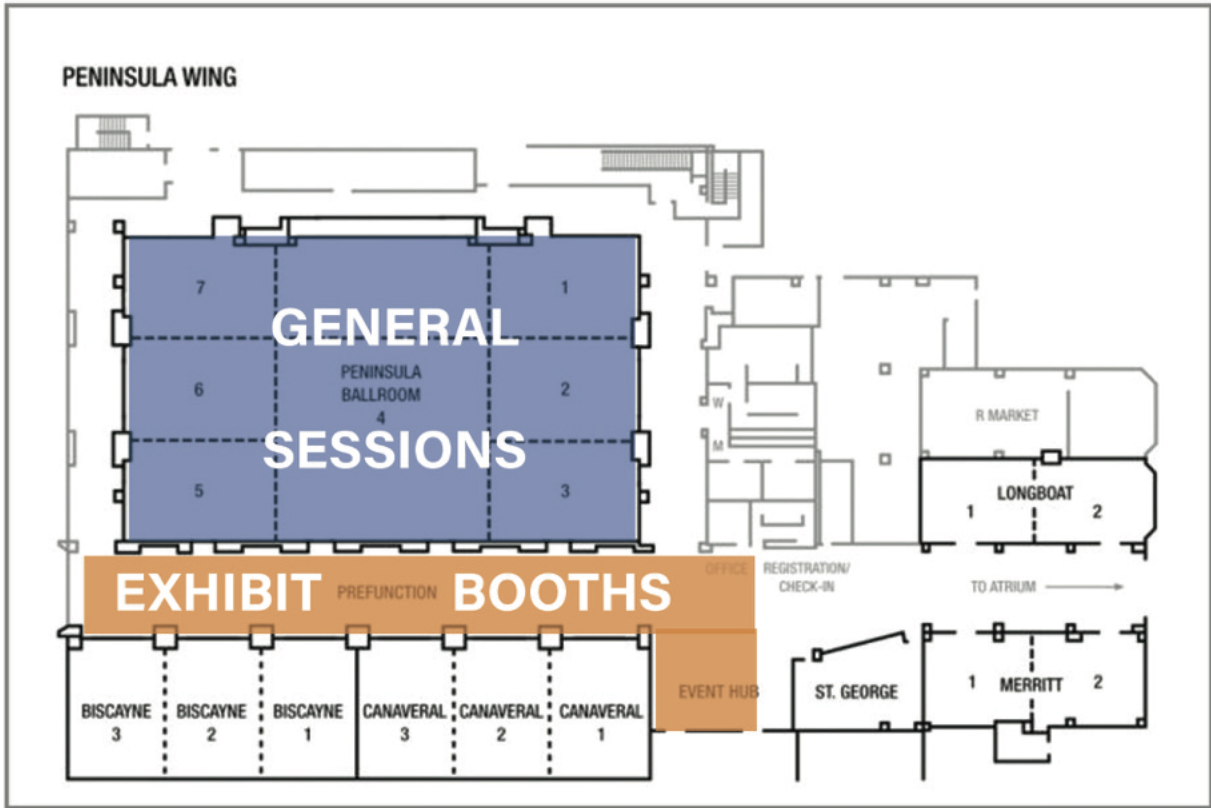 PENINSULA WING
7
1
GENERAL
PENINSULA
BALLROOM
4
6
2
SESSIONS
5
3
W
M
R MARKET
LONGBOAT
1
2
EXHIBIT
PREFUNCTION
BOOTHS
OFFICE
REGISTRATION/
CHECK-IN
TO ATRIUM
BISCAYNE
3
BISCAYNE
2
BISCAYNE
1
CANAVERAL
3
CANAVERAL
2
CANAVERAL
1
EVENT HUB
ST. GEORGE
1
MERRITT
2